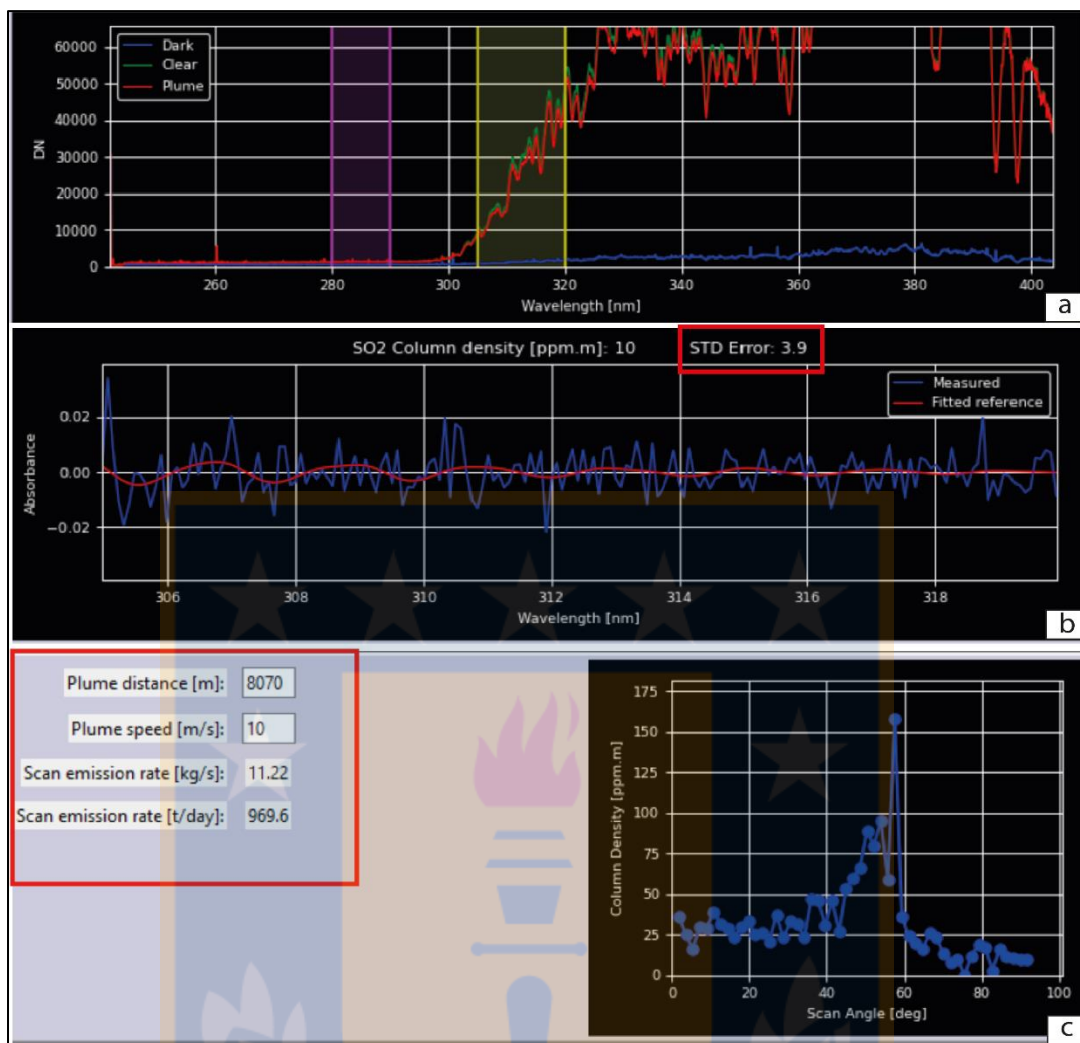 60000
50000
40000
30000
20000
10000
0
DN
Dark
Clear
Plume
260 280 300 320 340 360 380 400
Wavelength [nm]
a
SO2 Column density [ppm.m]: 10 STD Error: 3.9
Measured
Fitted reference
0.02
0.00
−0.02
Absorbance
306 308 310 312 314 316 318
Wavelength [nm]
b
Plume distance [m]: 8070
Plume speed [m/s]: 10
Scan emission rate [kg/s]: 11.22
Scan emission rate [t/day]: 969.6
175
150
125
100
75
50
25
0
Column Density [ppm.m]
0 20 40 60 80 100
Scan Angle [deg]
c